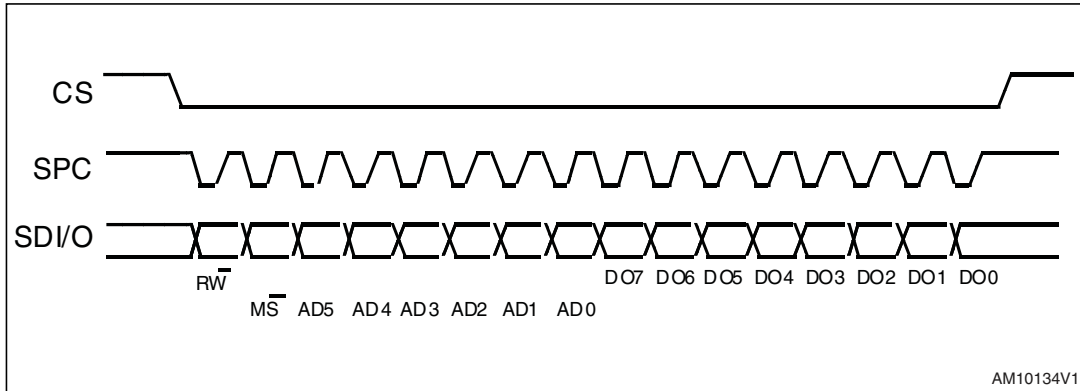 CS
SPC
SDI/O
RW̅ DO7 DO6 DO5 DO4 DO3 DO2 DO1 DO0
MS̅ AD5 AD4 AD3 AD2 AD1 AD0
AM10134V1